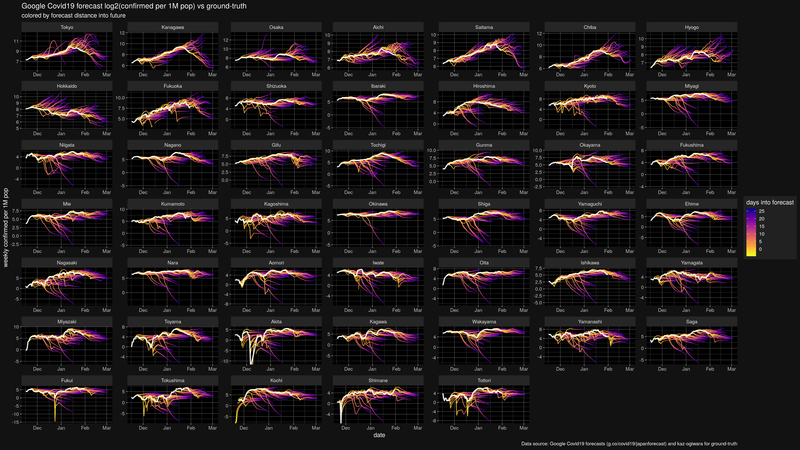 Google Covid19 forecast log2(confirmed per 1M pop) vs ground-truth
colored by forecast distance into future
Tokyo Kanagawa Osaka Aichi Saitama Chiba Hyogo
Hokkaido Fukuoka Shizuoka Ibaraki Hiroshima Kyoto Miyagi
Niigata Nagano Gifu Tochigi Gunma Okayama Fukushima
Mie Kumamoto Kagoshima Okinawa Shiga Yamaguchi Ehime
Nagasaki Nara Aomori Iwate Oita Ishikawa Yamagata
Miyazaki Toyama Akita Kagawa Wakayama Yamanashi Saga
Fukui Tokushima Kochi Shimane Tottori
Dec Jan Feb Mar
weekly confirmed per 1M pop
date
days into forecast
25
20
15
10
5
0
Data source: Google Covid19 forecasts (g.co/covid19/japanforecast) and kaz-ogiwara for ground-truth